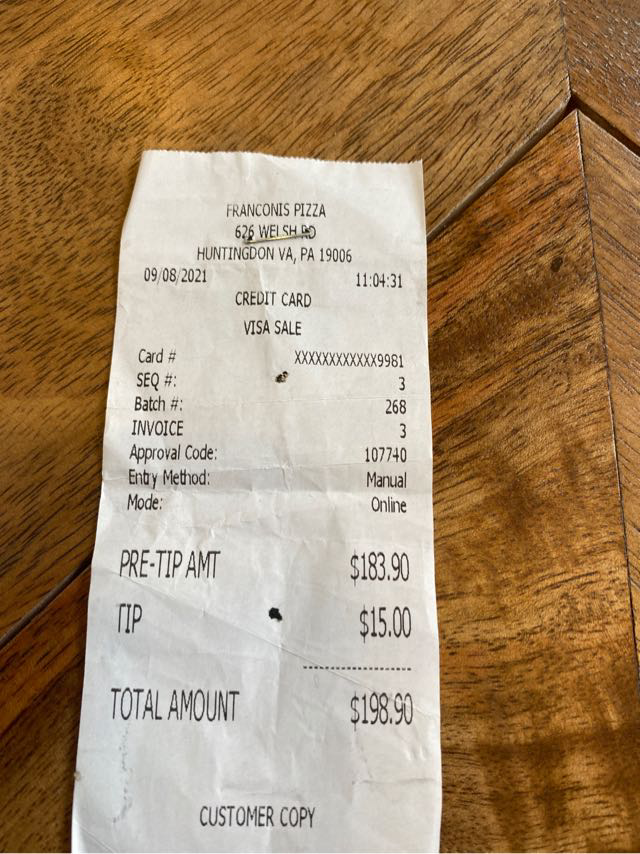 FRANCONIS PIZZA
626 WELSH RD
HUNTINGDON VA, PA 19006
09/08/2021 11:04:31
CREDIT CARD
VISA SALE
Card # XXXXXXXXXXXX9981
SEQ #: 3
Batch #: 268
INVOICE 3
Approval Code: 107740
Entry Method: Manual
Mode: Online
PRE-TIP AMT $183.90
TIP $15.00
TOTAL AMOUNT $198.90
CUSTOMER COPY